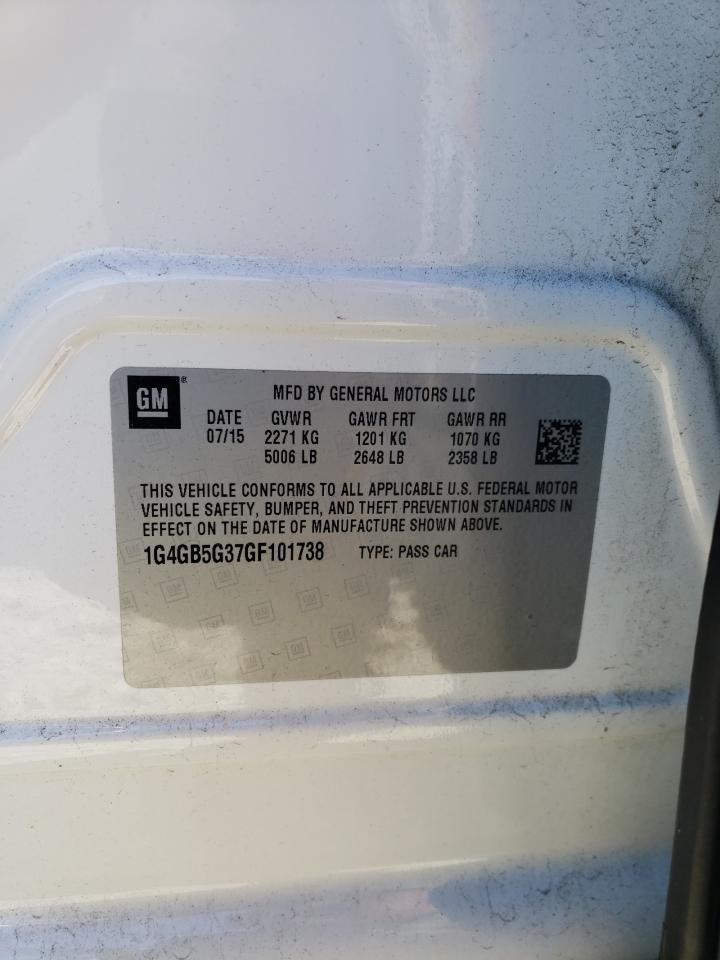 GM®
MFD BY GENERAL MOTORS LLC
DATE GVWR GAWR FRT GAWR RR
07/15 2271 KG 1201 KG 1070 KG
5006 LB 2648 LB 2358 LB
THIS VEHICLE CONFORMS TO ALL APPLICABLE U.S. FEDERAL MOTOR
VEHICLE SAFETY, BUMPER, AND THEFT PREVENTION STANDARDS IN
EFFECT ON THE DATE OF MANUFACTURE SHOWN ABOVE.
1G4GB5G37GF101738 TYPE: PASS CAR